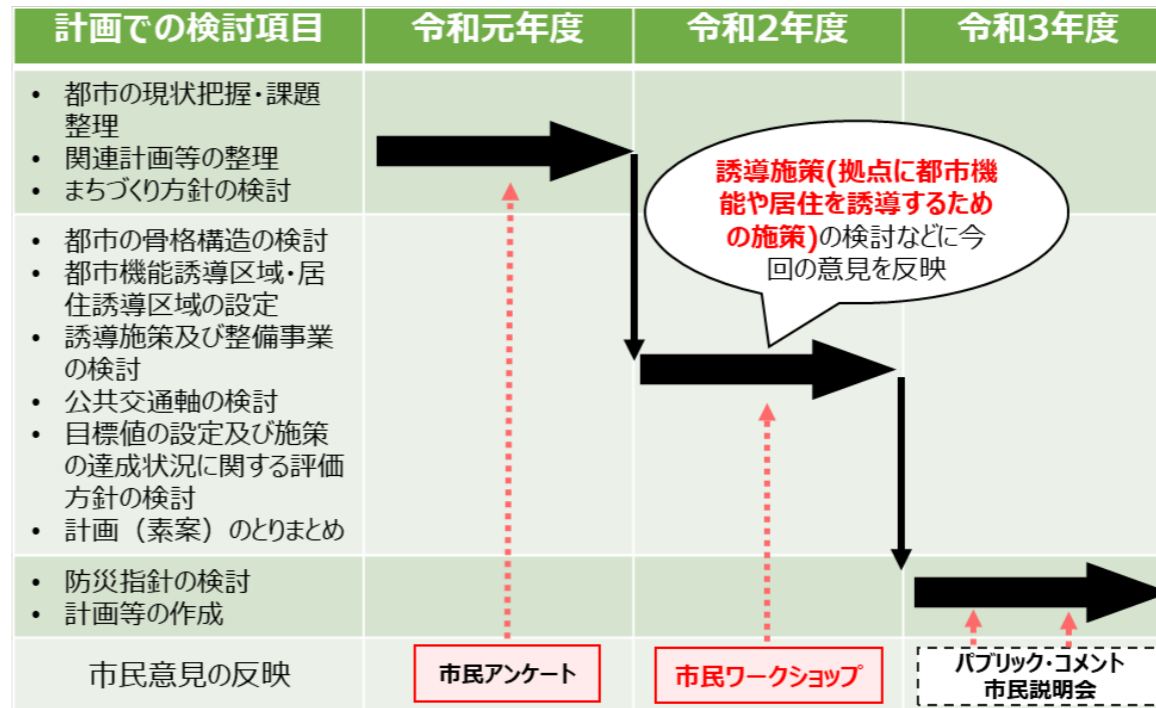 計画での検討項目
令和元年度
令和2年度
令和3年度
• 都市の現状把握・課題
整理
• 関連計画等の整理
• まちづくり方針の検討
誘導施策(拠点に都市機
能や居住を誘導するため
の施策)の検討などに今
回の意見を反映
• 都市の骨格構造の検討
• 都市機能誘導区域・居
住誘導区域の設定
• 誘導施策及び整備事業
の検討
• 公共交通軸の検討
• 目標値の設定及び施策
の達成状況に関する評価
方針の検討
• 計画（素案）のとりまとめ
• 防災指針の検討
• 計画等の作成
市民意見の反映
市民アンケート
市民ワークショップ
パブリック・コメント
市民説明会